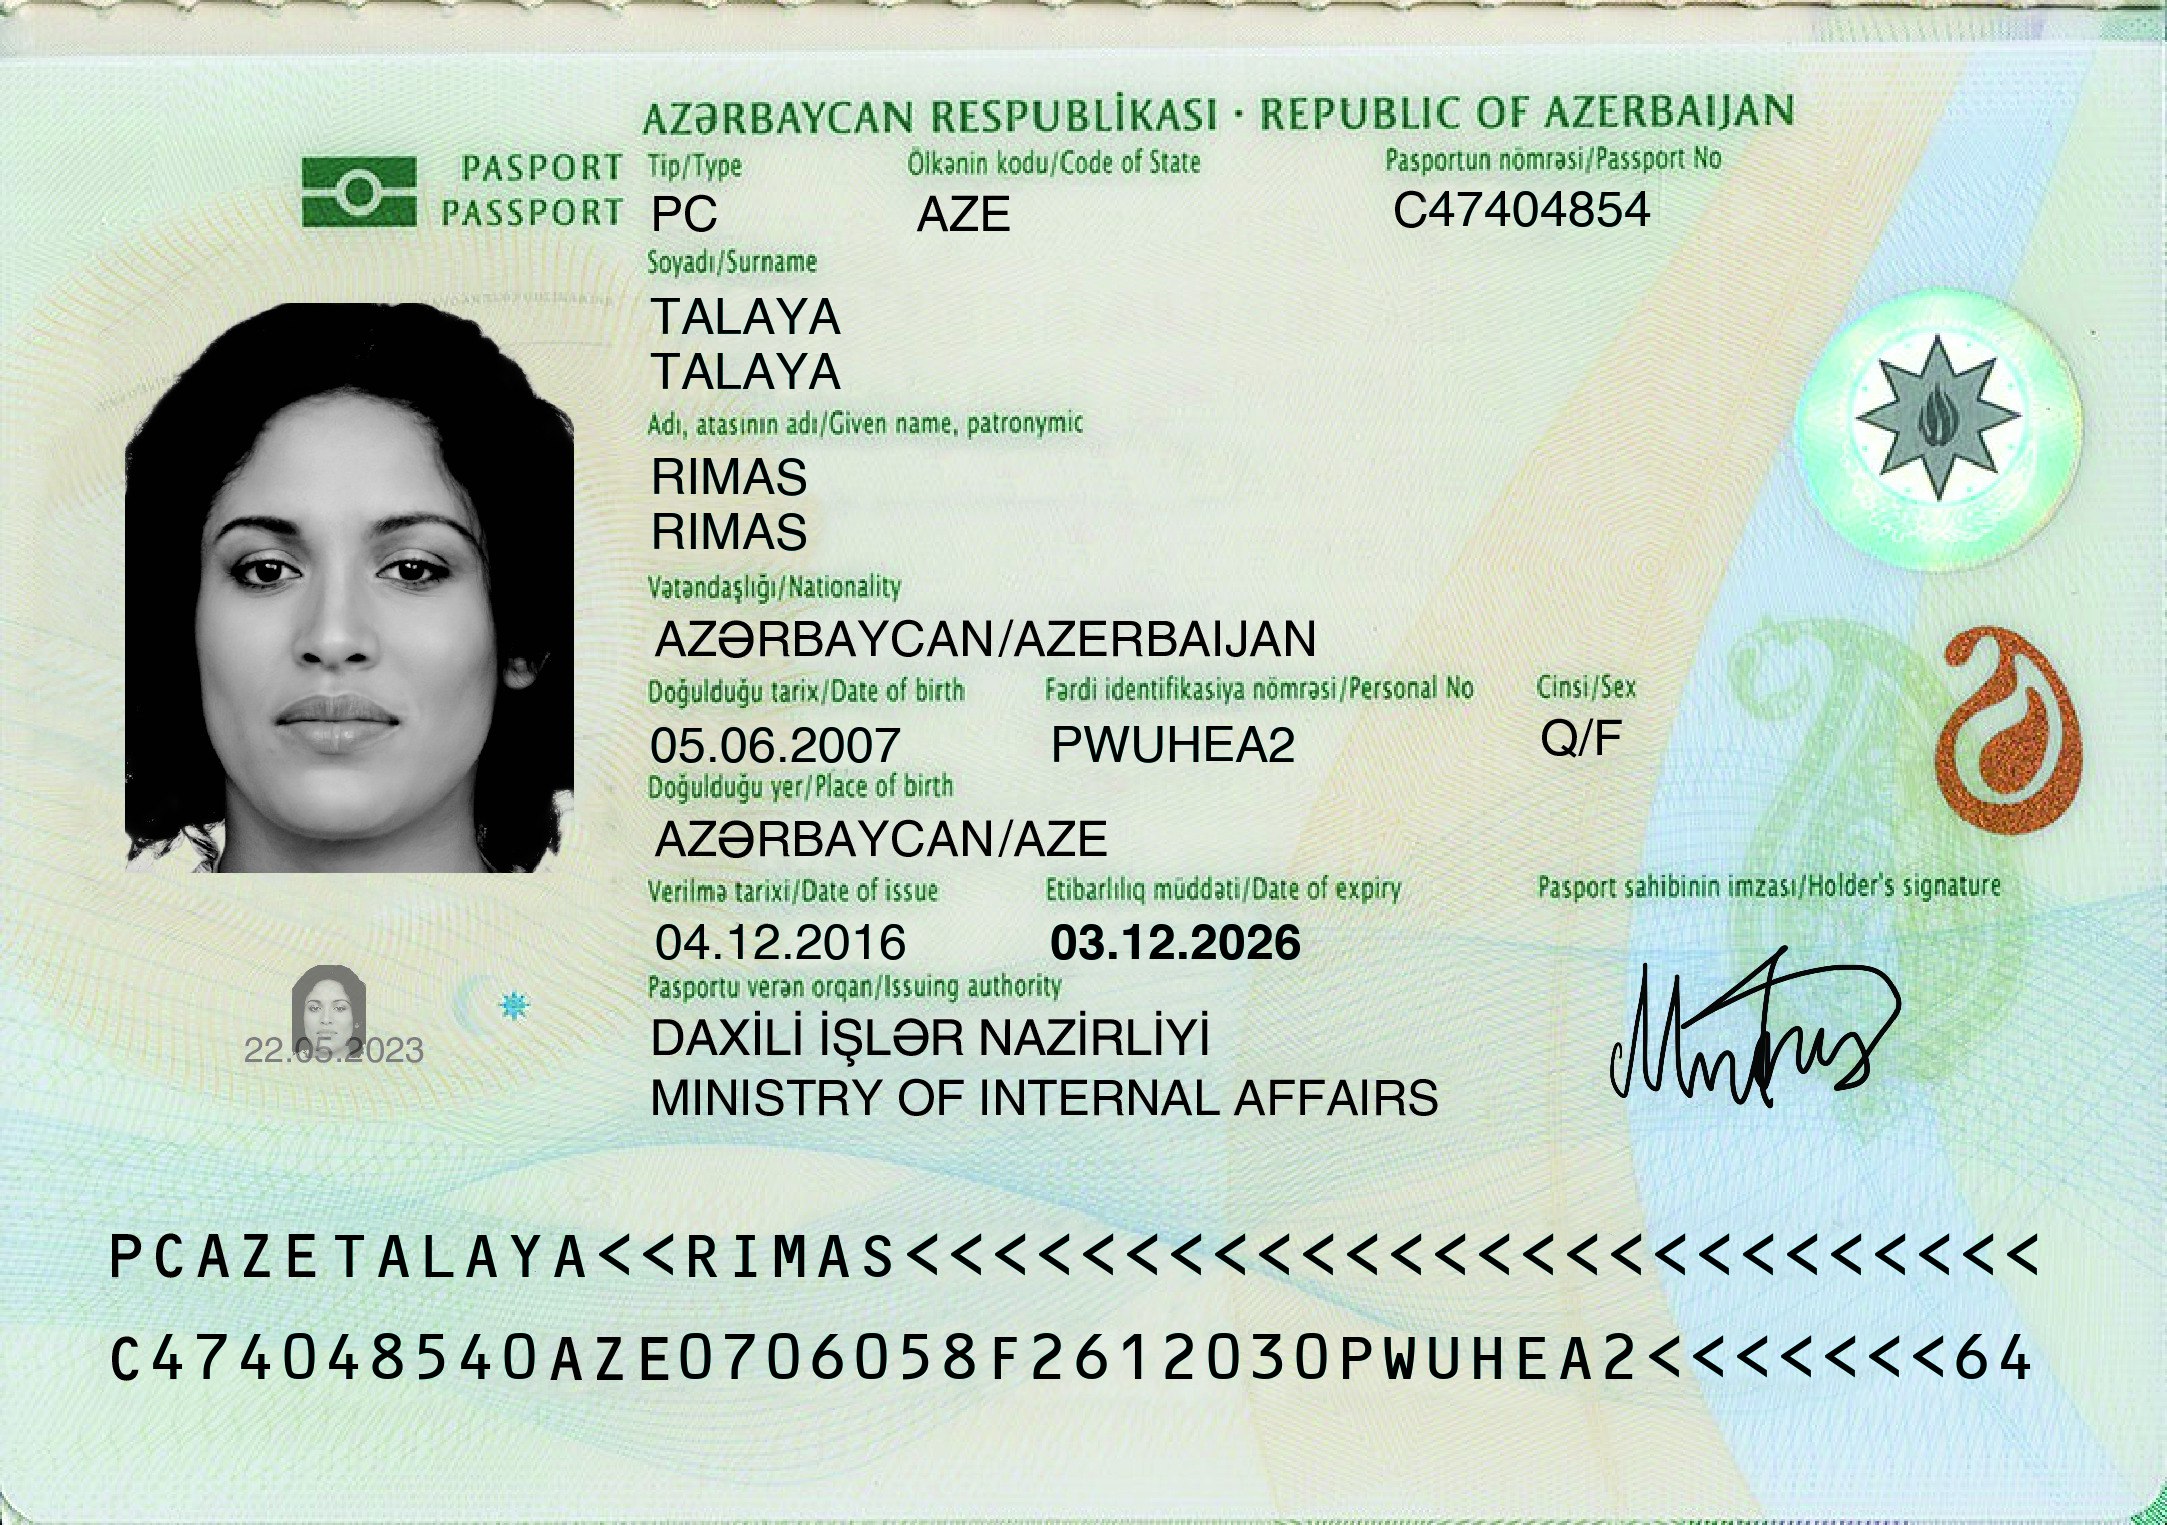 AZƏRBAYCAN RESPUBLİKASI · REPUBLIC OF AZERBAIJAN
PASPORT
PASSPORT
Tip/Type
Ölkənin kodu/Code of State
Pasportun nömrəsi/Passport No
PC
AZE
C47404854
Soyadı/Surname
TALAYA
TALAYA
Adı, atasının adı/Given name, patronymic
RIMAS
RIMAS
Vətəndaşlığı/Nationality
AZƏRBAYCAN/AZERBAIJAN
Doğulduğu tarix/Date of birth
Fərdi identifikasiya nömrəsi/Personal No
Cinsi/Sex
05.06.2007
PWUHEA2
Q/F
Doğulduğu yer/Place of birth
AZƏRBAYCAN/AZE
Verilmə tarixi/Date of issue
Etibarlılıq müddəti/Date of expiry
Pasport sahibinin imzası/Holder's signature
04.12.2016
03.12.2026
Pasportu verən orqan/Issuing authority
DAXİLİ İŞLƏR NAZİRLİYİ
MINISTRY OF INTERNAL AFFAIRS
22.05.2023
PCAZETALAYA<<RIMAS<<<<<<<<<<<<<<<<<<<<<<<<<<
C474048540AZE0706058F2612030PWUHEA2<<<<<<<64